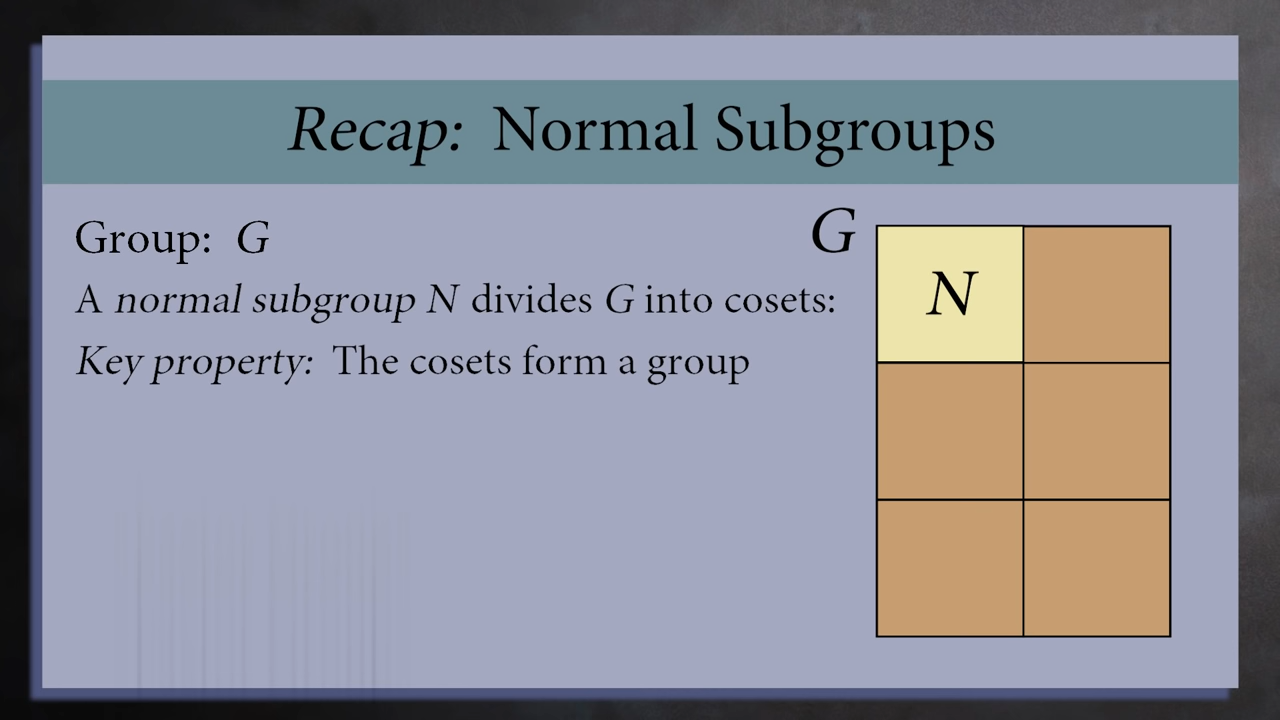 Recap: Normal Subgroups
Group: G
A normal subgroup N divides G into cosets:
Key property: The cosets form a group
G
N